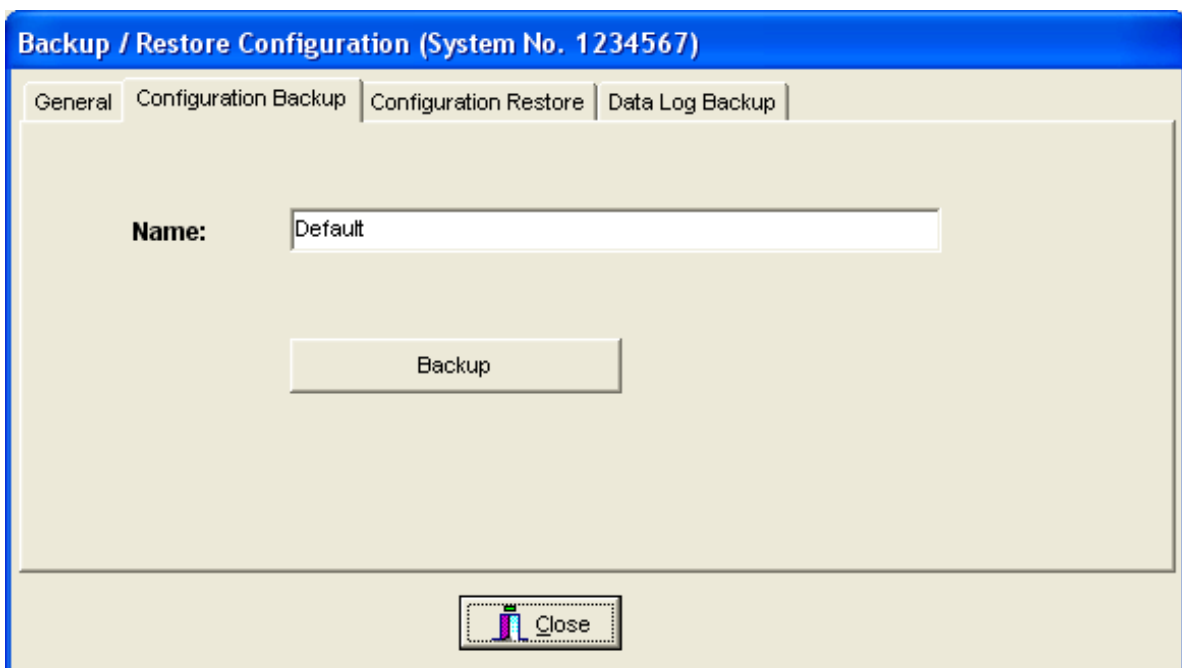 Backup / Restore Configuration (System No. 1234567)
General Configuration Backup Configuration Restore Data Log Backup
Name: Default
Backup
Close